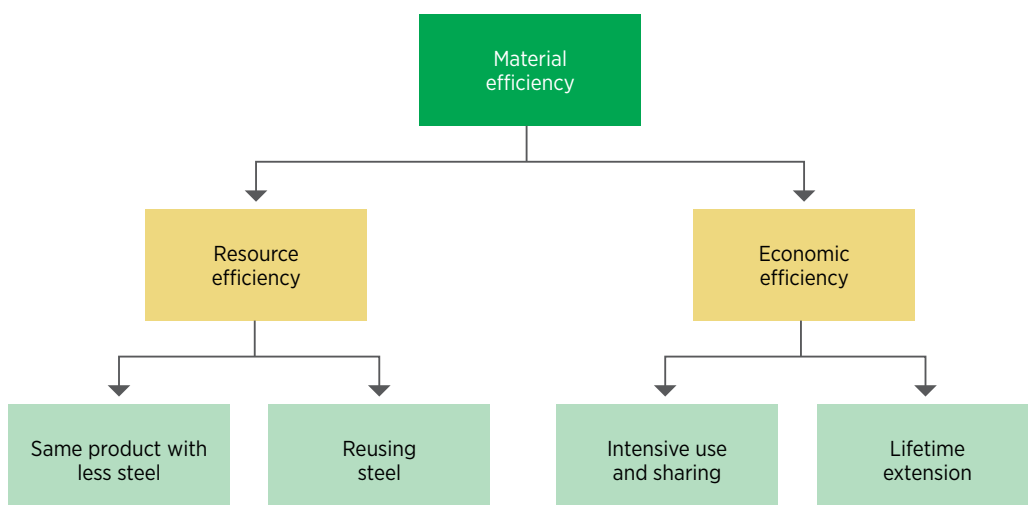 Material
efficiency
Resource
efficiency
Economic
efficiency
Same product with
less steel
Reusing
steel
Intensive use
and sharing
Lifetime
extension